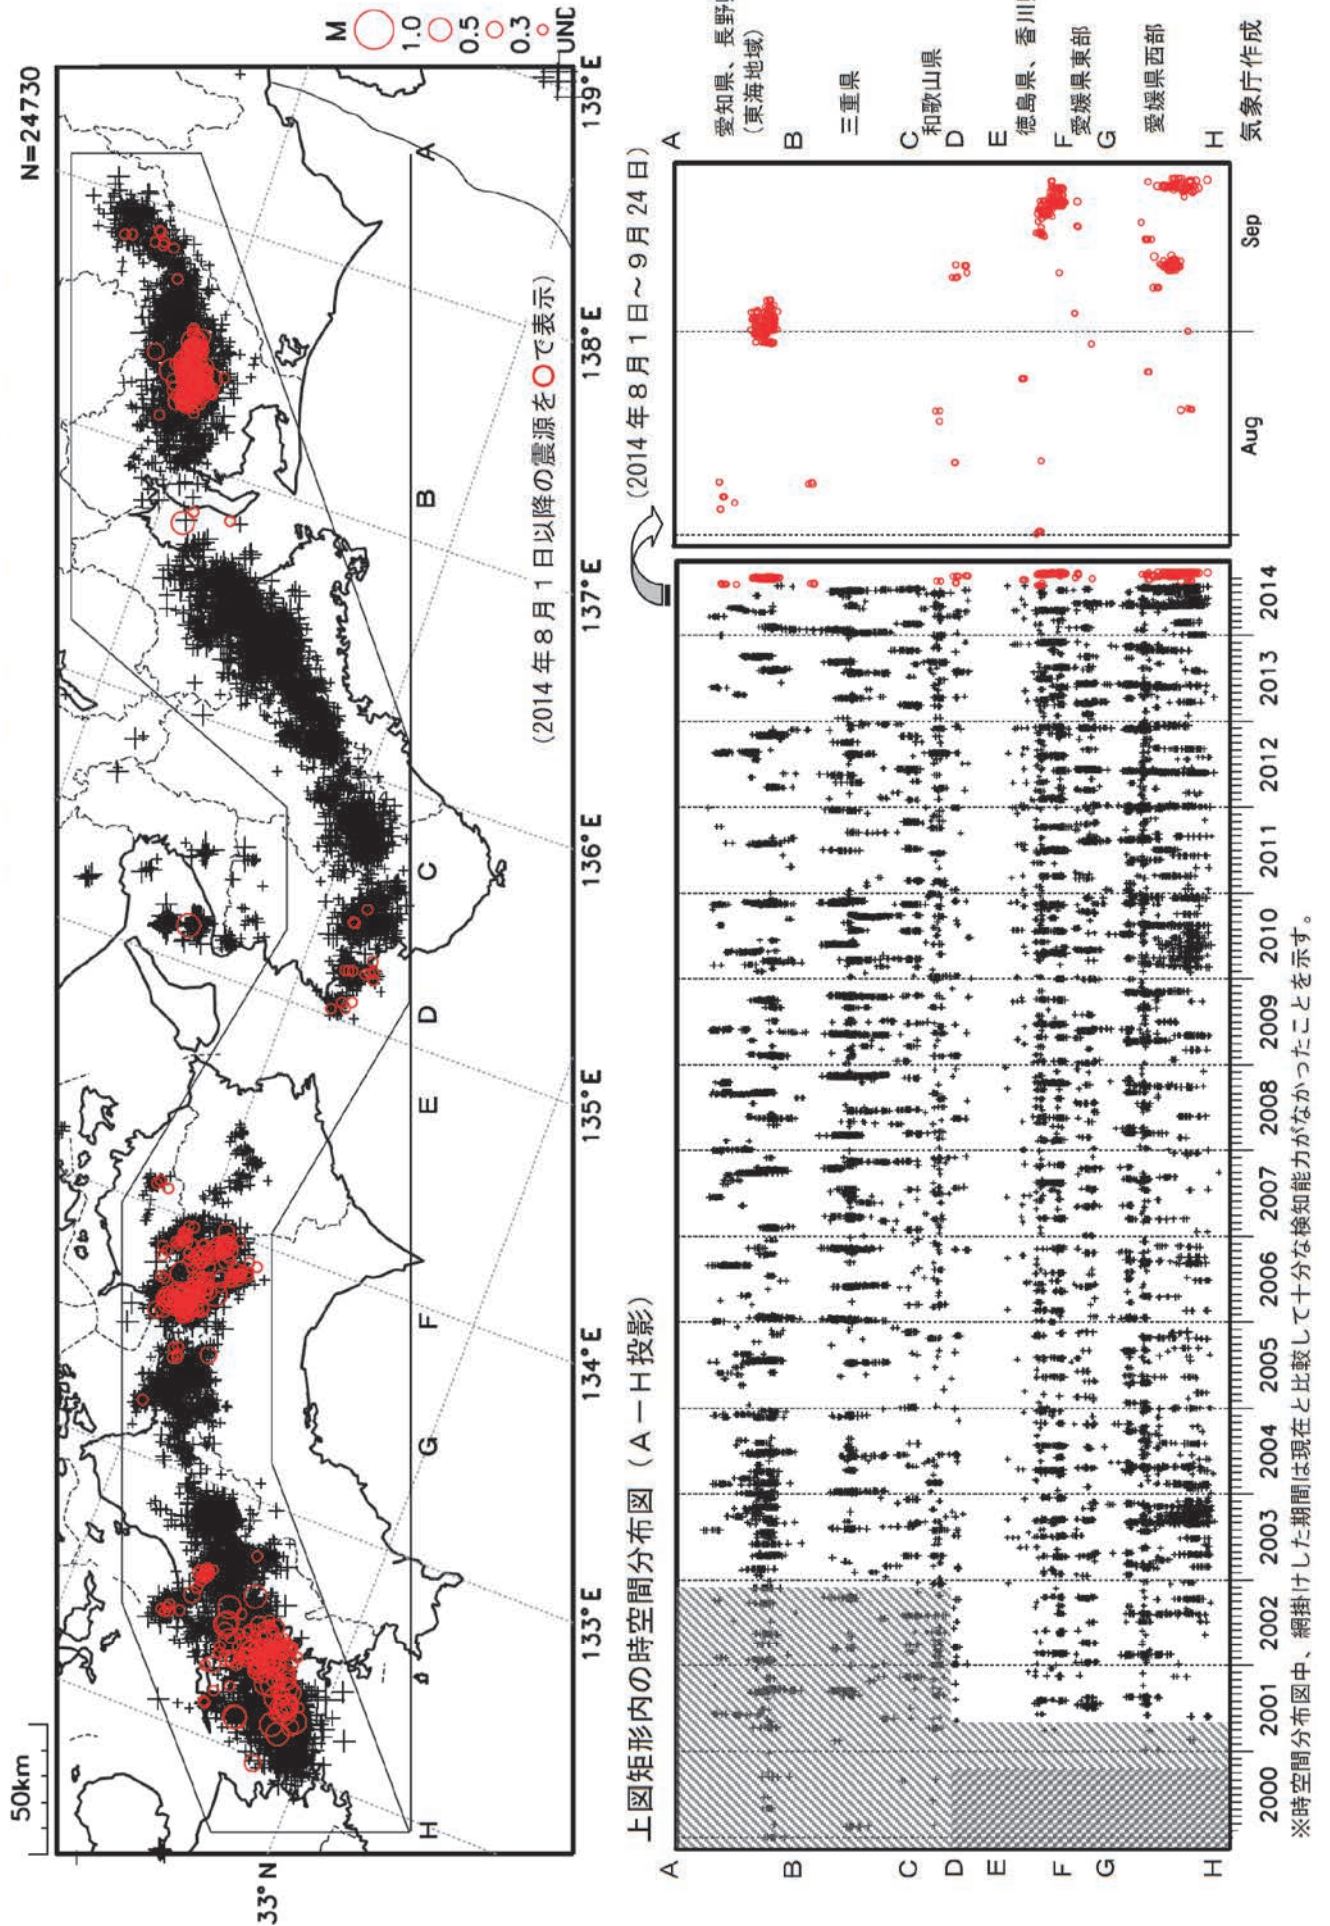 50km
N=24730
M
1.0
0.5
0.3
UND
33°N
133°E
134°E
135°E
136°E
137°E
138°E
139°E
H
G
F
E
D
C
B
A
(2014年8月1日以降の震源を○で表示)
上図矩形内の時空間分布図(A-H投影)
(2014年8月1日~9月24日)
A
B
C
D
E
F
G
H
2000
2001
2002
2003
2004
2005
2006
2007
2008
2009
2010
2011
2012
2013
2014
Aug
Sep
A
B
C
D
E
F
G
H
愛知県、長野
(東海地域)
三重県
和歌山県
徳島県、香川
愛媛県東部
愛媛県西部
気象庁作成
※時空間分布図中、網掛けした期間は現在と比較して十分な検知能力がなかったことを示す。